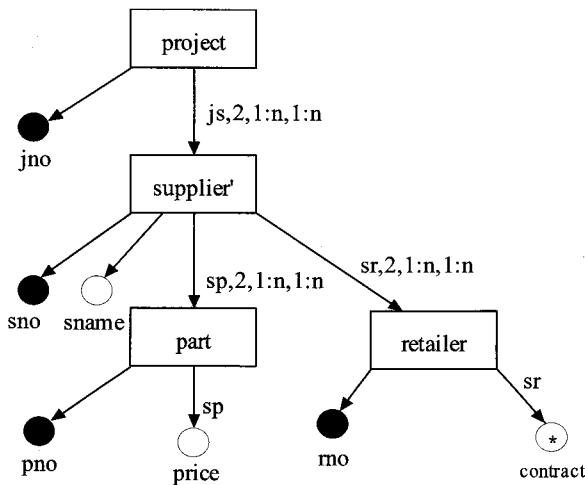 project
js,2,1:n,1:n
jno
supplier'
sp,2,1:n,1:n
sr,2,1:n,1:n
sno
sname
part
retailer
sp
sr
pno
price
rno
*
contract